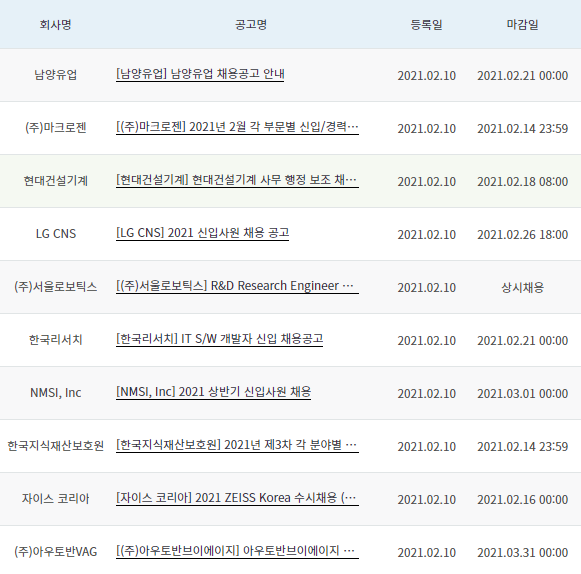 회사명 공고명 등록일 마감일
남양유업 [남양유업] 남양유업 채용공고 안내 2021.02.10 2021.02.21 00:00
(주)마크로젠 [(주)마크로젠] 2021년 2월 각 부문별 신입/경력… 2021.02.10 2021.02.14 23:59
현대건설기계 [현대건설기계] 현대건설기계 사무 행정 보조 채… 2021.02.10 2021.02.18 08:00
LG CNS [LG CNS] 2021 신입사원 채용 공고 2021.02.10 2021.02.26 18:00
(주)서울로보틱스 [(주)서울로보틱스] R&D Research Engineer … 2021.02.10 상시채용
한국리서치 [한국리서치] IT S/W 개발자 신입 채용공고 2021.02.10 2021.02.21 00:00
NMSI, Inc [NMSI, Inc] 2021 상반기 신입사원 채용 2021.02.10 2021.03.01 00:00
한국지식재산보호원 [한국지식재산보호원] 2021년 제3차 각 분야별 … 2021.02.10 2021.02.14 23:59
자이스 코리아 [자이스 코리아] 2021 ZEISS Korea 수시채용 (… 2021.02.10 2021.02.16 00:00
(주)아우토반VAG [(주)아우토반브이에이지] 아우토반브이에이지 … 2021.02.10 2021.03.31 00:00